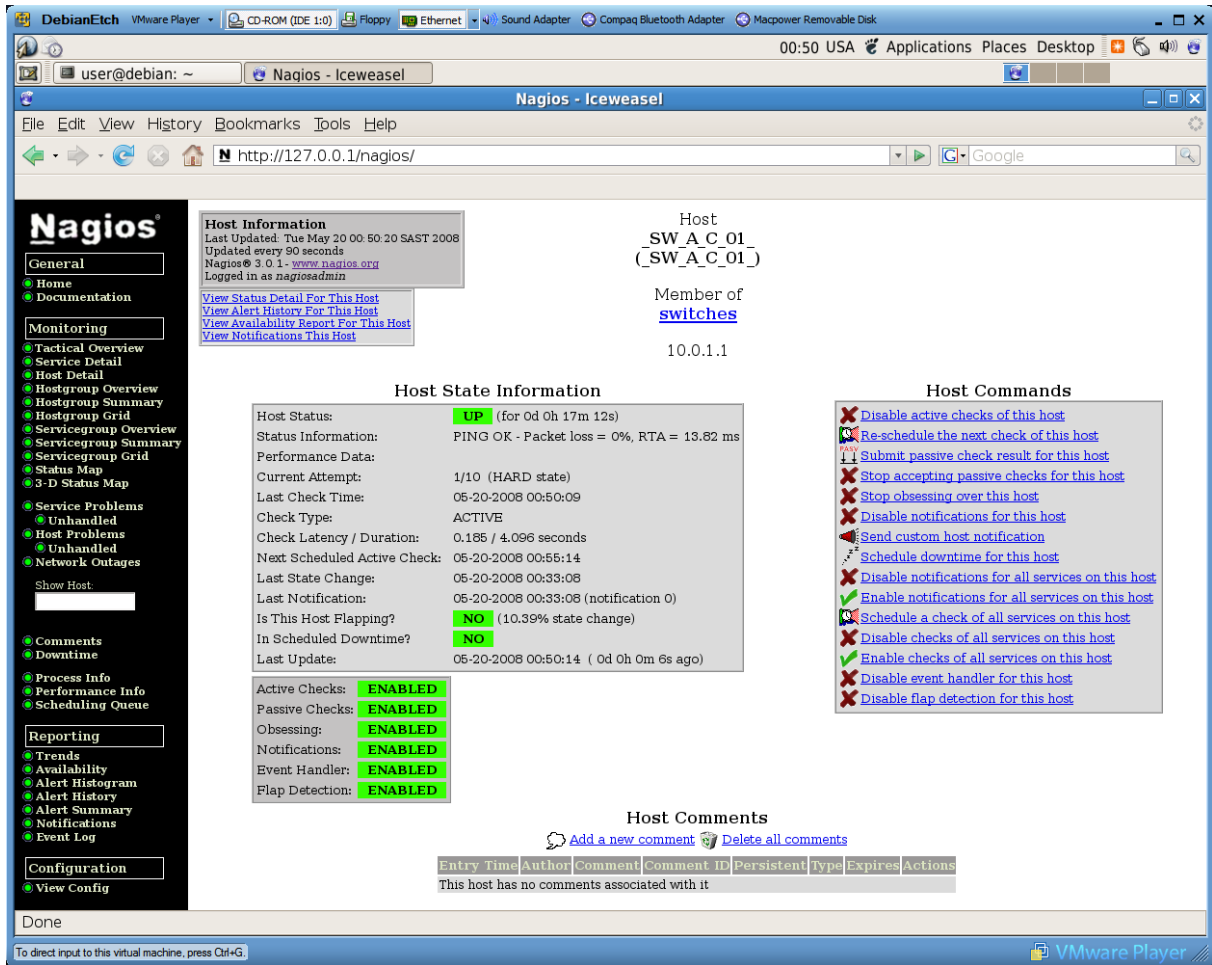 DebianEtch VMware Player CD-ROM (IDE 1:0) Floppy Ethernet Sound Adapter Compaq Bluetooth Adapter Macpower Removable Disk
00:50 USA Applications Places Desktop
user@debian: ~ Nagios - Iceweasel
Nagios - Iceweasel
File Edit View History Bookmarks Tools Help
N http://127.0.0.1/nagios/ G Google
Nagios®
General
Home
Documentation
Monitoring
Tactical Overview
Service Detail
Host Detail
Hostgroup Overview
Hostgroup Summary
Hostgroup Grid
Servicegroup Overview
Servicegroup Summary
Servicegroup Grid
Status Map
3-D Status Map
Service Problems
Unhandled
Host Problems
Unhandled
Network Outages
Show Host:
Comments
Downtime
Process Info
Performance Info
Scheduling Queue
Reporting
Trends
Availability
Alert Histogram
Alert History
Alert Summary
Notifications
Event Log
Configuration
View Config
Host Information
Last Updated: Tue May 20 00:50:20 SAST 2008
Updated every 90 seconds
Nagios® 3.0.1 - www.nagios.org
Logged in as nagiosadmin
View Status Detail For This Host
View Alert History For This Host
View Availability Report For This Host
View Notifications This Host
Host
_SW_A_C_01_
(_SW_A_C_01_)
Member of
switches
10.0.1.1
Host State Information
Host Status: UP (for 0d 0h 17m 12s)
Status Information: PING OK - Packet loss = 0%, RTA = 13.82 ms
Performance Data:
Current Attempt: 1/10 (HARD state)
Last Check Time: 05-20-2008 00:50:09
Check Type: ACTIVE
Check Latency / Duration: 0.185 / 4.096 seconds
Next Scheduled Active Check: 05-20-2008 00:55:14
Last State Change: 05-20-2008 00:33:08
Last Notification: 05-20-2008 00:33:08 (notification 0)
Is This Host Flapping? NO (10.39% state change)
In Scheduled Downtime? NO
Last Update: 05-20-2008 00:50:14 ( 0d 0h 0m 6s ago)
Active Checks: ENABLED
Passive Checks: ENABLED
Obsessing: ENABLED
Notifications: ENABLED
Event Handler: ENABLED
Flap Detection: ENABLED
Host Commands
Disable active checks of this host
Re-schedule the next check of this host
PASV Submit passive check result for this host
Stop accepting passive checks for this host
Stop obsessing over this host
Disable notifications for this host
Send custom host notification
Schedule downtime for this host
Disable notifications for all services on this host
Enable notifications for all services on this host
Schedule a check of all services on this host
Disable checks of all services on this host
Enable checks of all services on this host
Disable event handler for this host
Disable flap detection for this host
Host Comments
Add a new comment Delete all comments
Entry Time Author Comment Comment ID Persistent Type Expires Actions
This host has no comments associated with it
Done
To direct input to this virtual machine, press Ctrl+G. VMware Player